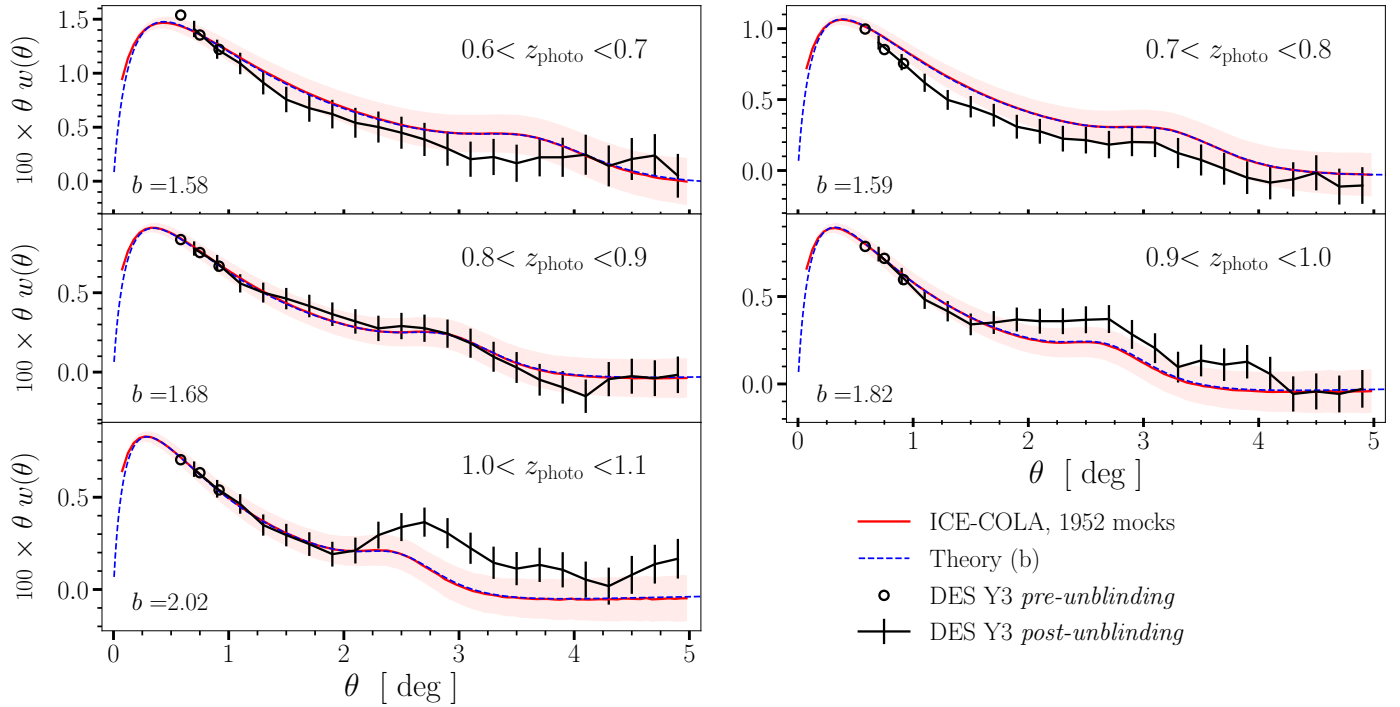 1.5
1.0
0.5
0.0
100 × θ w(θ)
0.6< z_photo <0.7
b =1.58
1.0
0.5
0.0
0.7< z_photo <0.8
b =1.59
0.5
0.0
100 × θ w(θ)
0.8< z_photo <0.9
b =1.68
0.5
0.0
0.9< z_photo <1.0
b =1.82
0 1 2 3 4 5
θ [ deg ]
0.5
0.0
100 × θ w(θ)
1.0< z_photo <1.1
b =2.02
0 1 2 3 4 5
θ [ deg ]
ICE-COLA, 1952 mocks
Theory (b)
DES Y3 pre-unblinding
DES Y3 post-unblinding